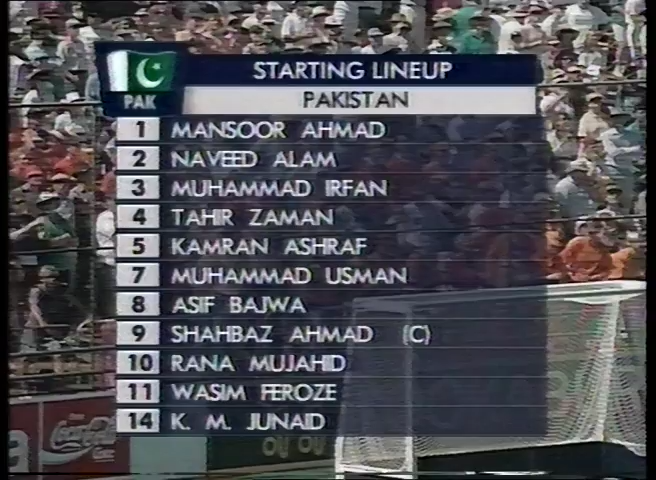 STARTING LINEUP
PAK
PAKISTAN
1 MANSOOR AHMAD
2 NAVEED ALAM
3 MUHAMMAD IRFAN
4 TAHIR ZAMAN
5 KAMRAN ASHRAF
7 MUHAMMAD USMAN
8 ASIF BAJWA
9 SHAHBAZ AHMAD (C)
10 RANA MUJAHID
11 WASIM FEROZE
14 K. M. JUNAID
Coca-Cola